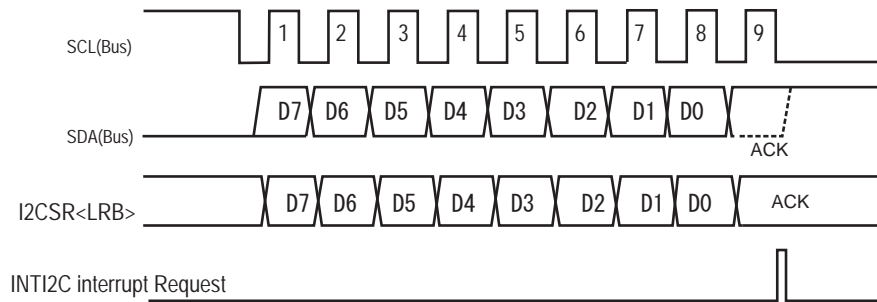 SCL(Bus) 1 2 3 4 5 6 7 8 9
SDA(Bus) D7 D6 D5 D4 D3 D2 D1 D0
ACK
I2CSR<LRB> D7 D6 D5 D4 D3 D2 D1 D0 ACK
INTI2C interrupt Request